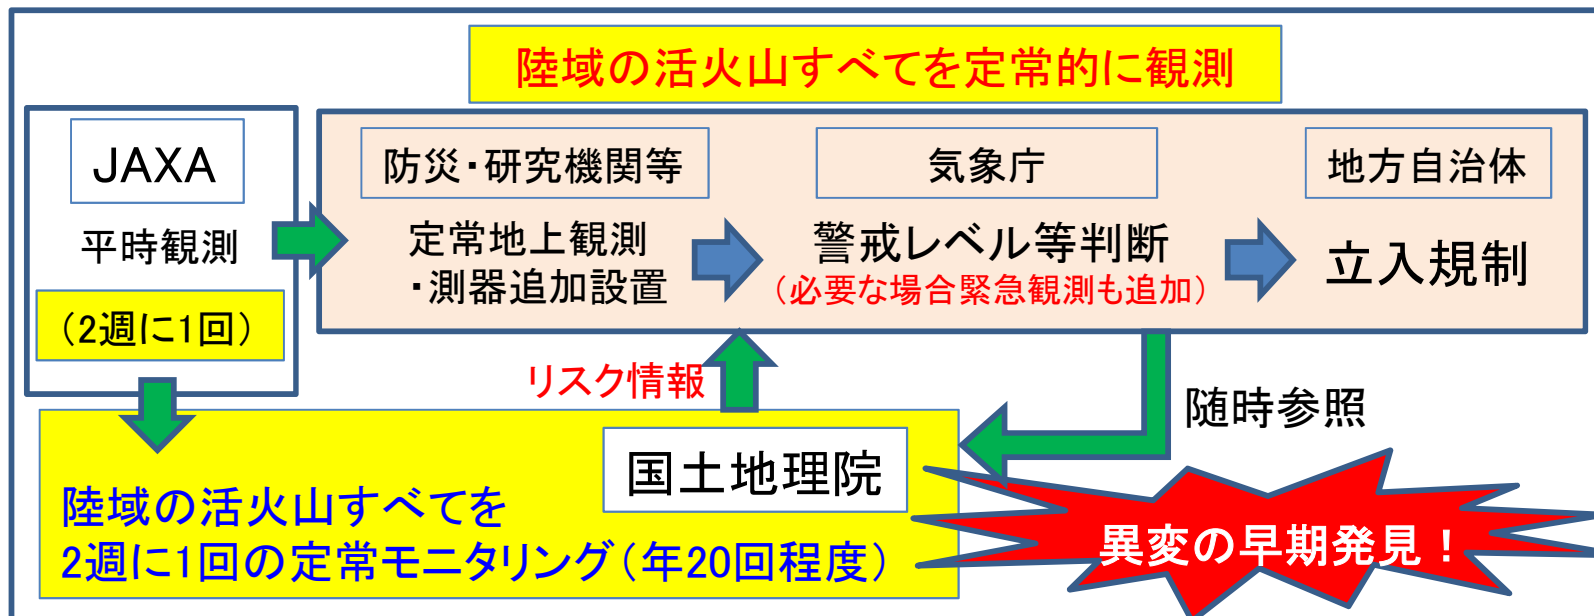 陸域の活火山すべてを定常的に観測
JAXA
平時観測
（2週に1回）
防災・研究機関等
定常地上観測
・測器追加設置
気象庁
警戒レベル等判断
（必要な場合緊急観測も追加）
地方自治体
立入規制
リスク情報
随時参照
国土地理院
陸域の活火山すべてを
2週に1回の定常モニタリング（年20回程度）
異変の早期発見！